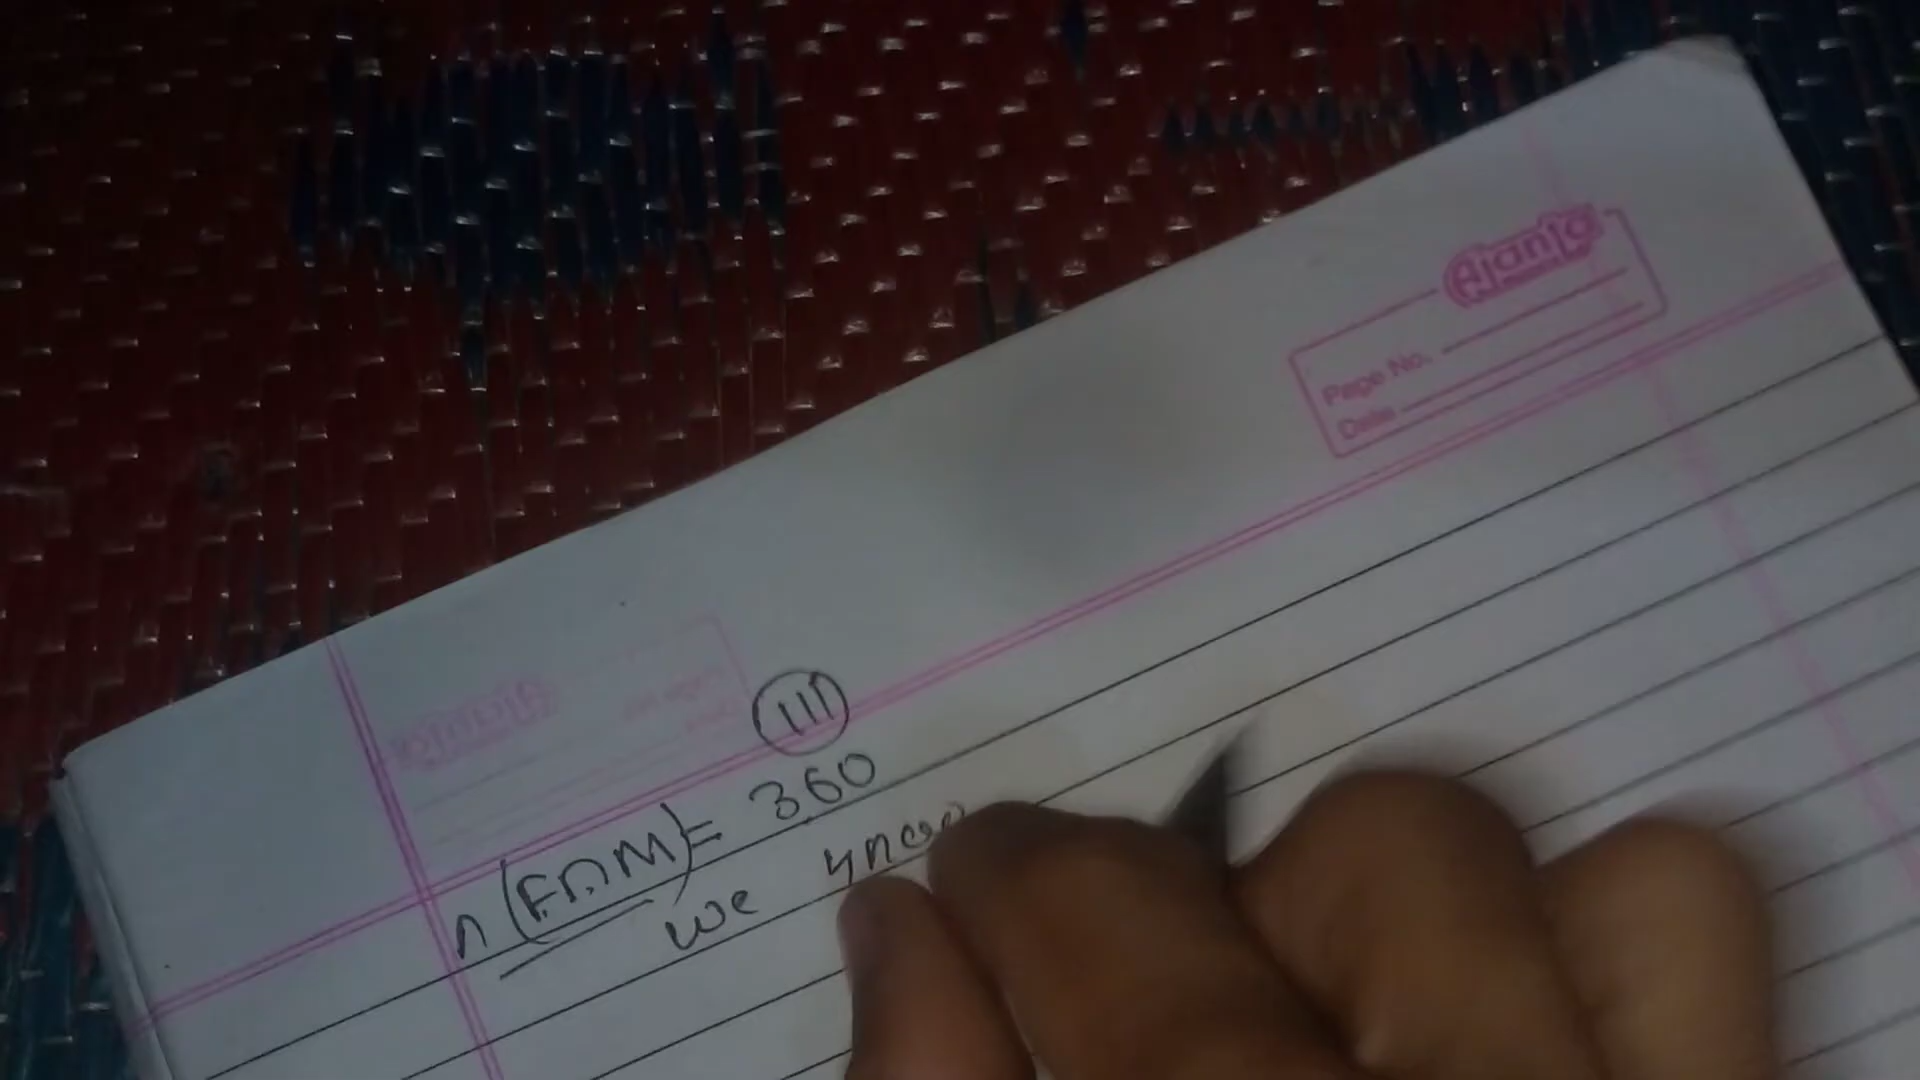 Ajanta
Page No.
Date
III
n (F∩M) = 360
we know